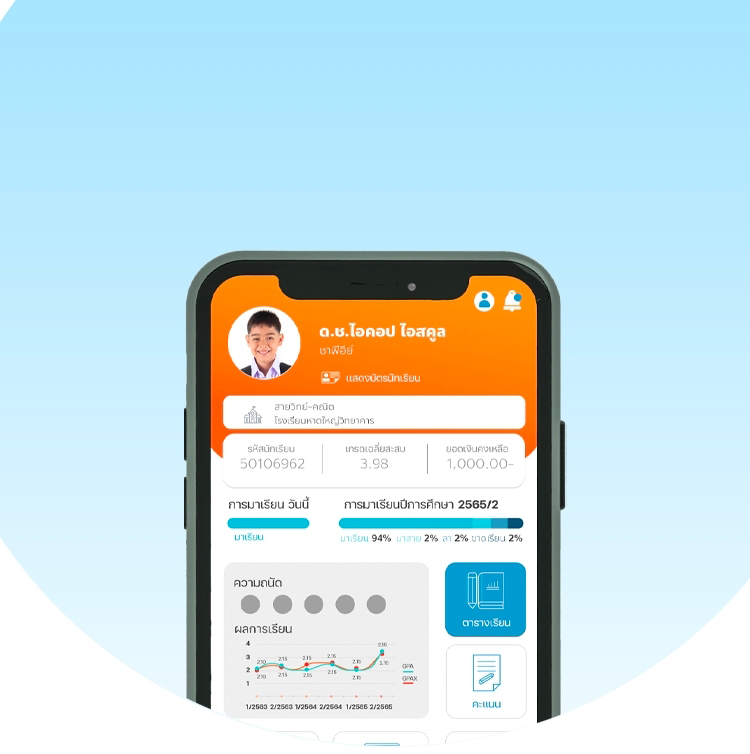 ด.ช.ไอคอป ไอสคูล
ซาฟีอีย์
แสดงบัตรนักเรียน
สายวิทย์-คณิต
โรงเรียนหาดใหญ่วิทยาคาร
รหัสนักเรียน เกรดเฉลี่ยสะสม ยอดเงินคงเหลือ
50106962 3.98 1,000.00-
การมาเรียน วันนี้ การมาเรียนปีการศึกษา 2565/2
มาเรียน มาเรียน 94% มาสาย 2% ลา 2% ขาดเรียน 2%
ความถนัด
ตารางเรียน
ผลการเรียน
4
3
2
1
2.10 2.15 2.15 2.15 2.15
2.10 2.15 2.15 2.15 2.15 2.15
GPA
GPAX
1/2563 2/2563 1/2564 2/2564 1/2565 2/2565
คะแนน